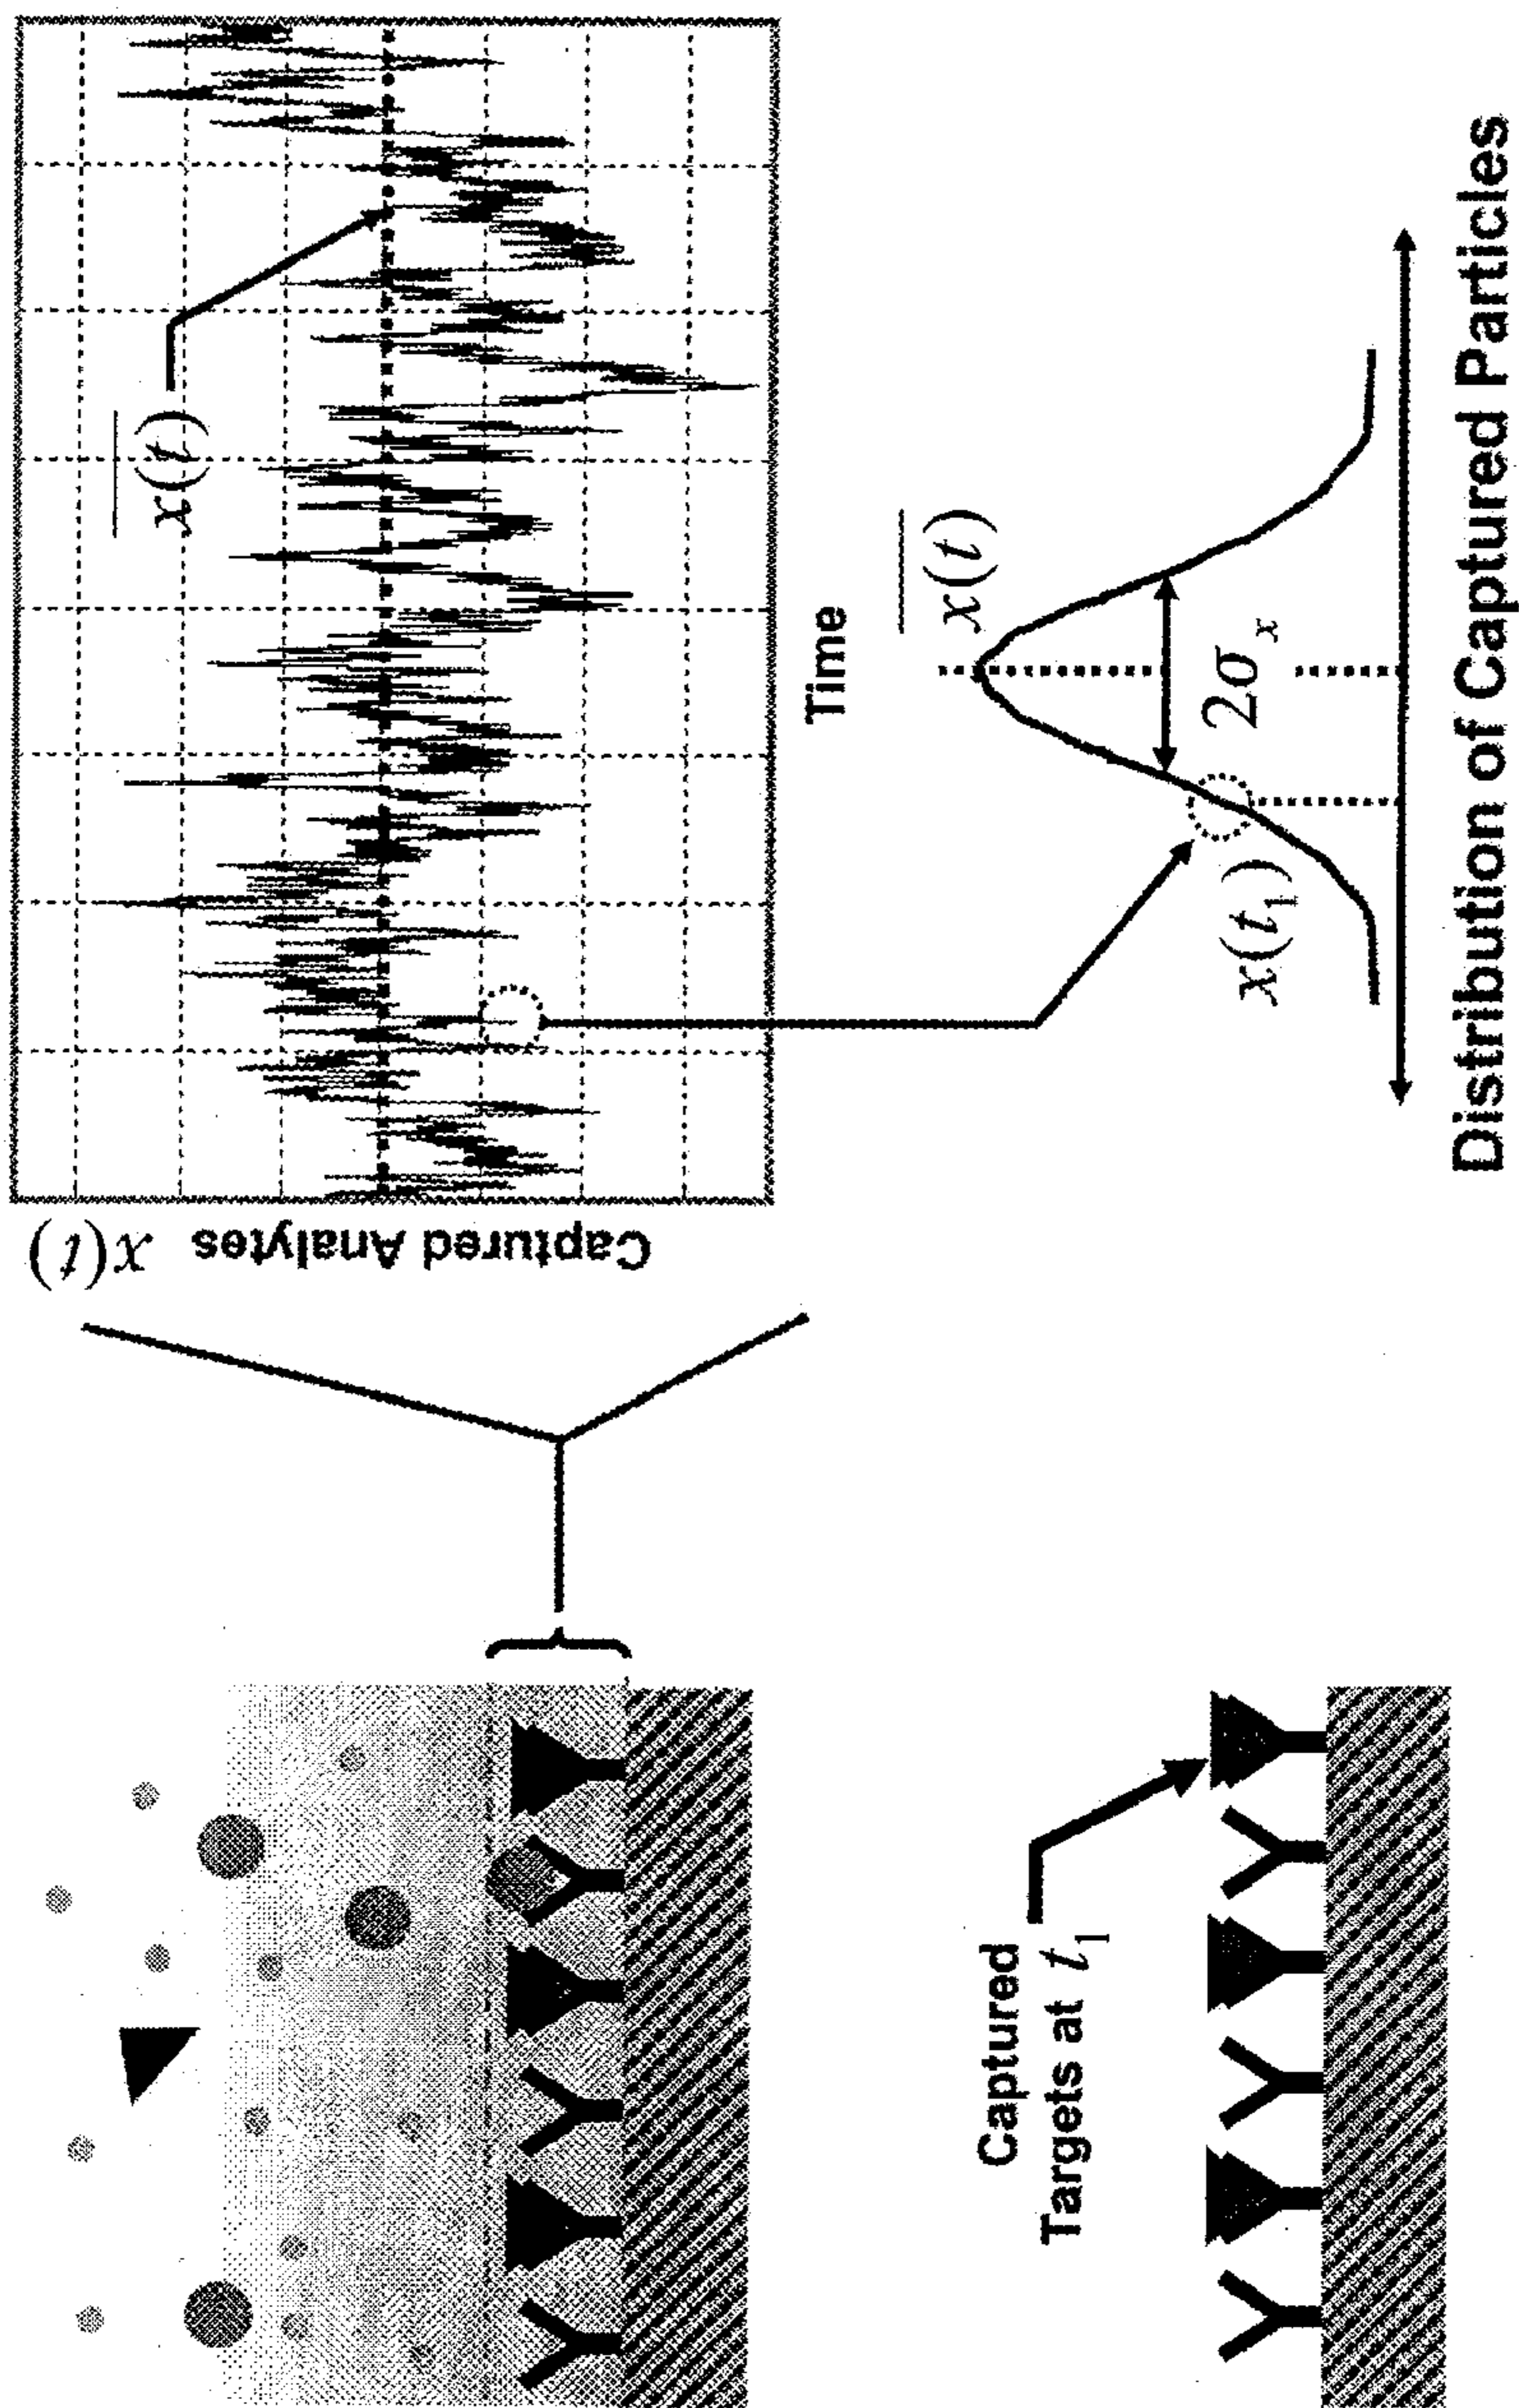 x(t)
Captured Analytes
x(t)
Time
x(t)
2σx
x(t1)
Distribution of Captured Particles
Captured
Targets at t1